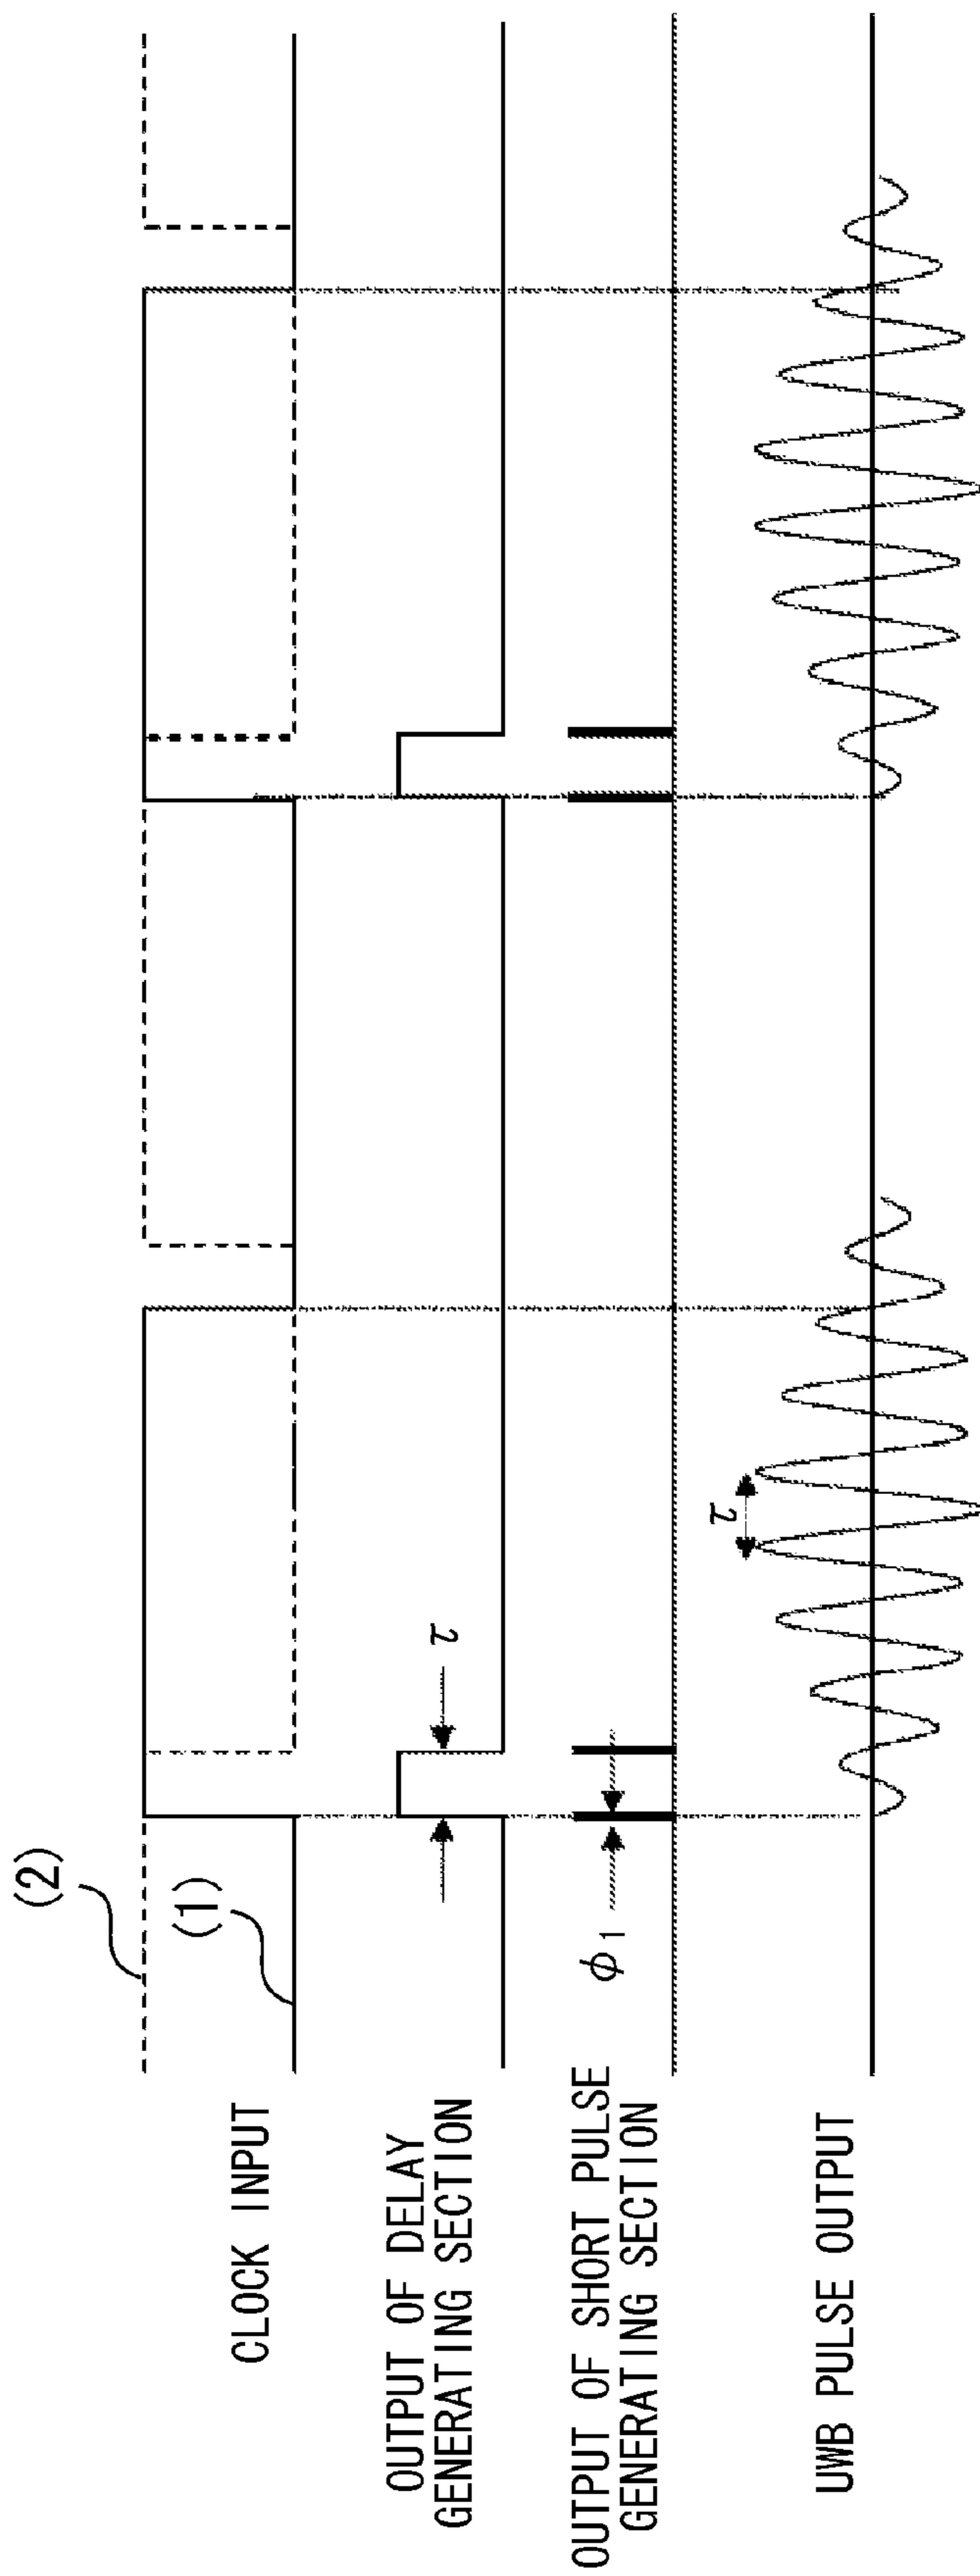 (2)
(1)
CLOCK INPUT
τ
OUTPUT OF DELAY
GENERATING SECTION
φ1
OUTPUT OF SHORT PULSE
GENERATING SECTION
τ
UWB PULSE OUTPUT